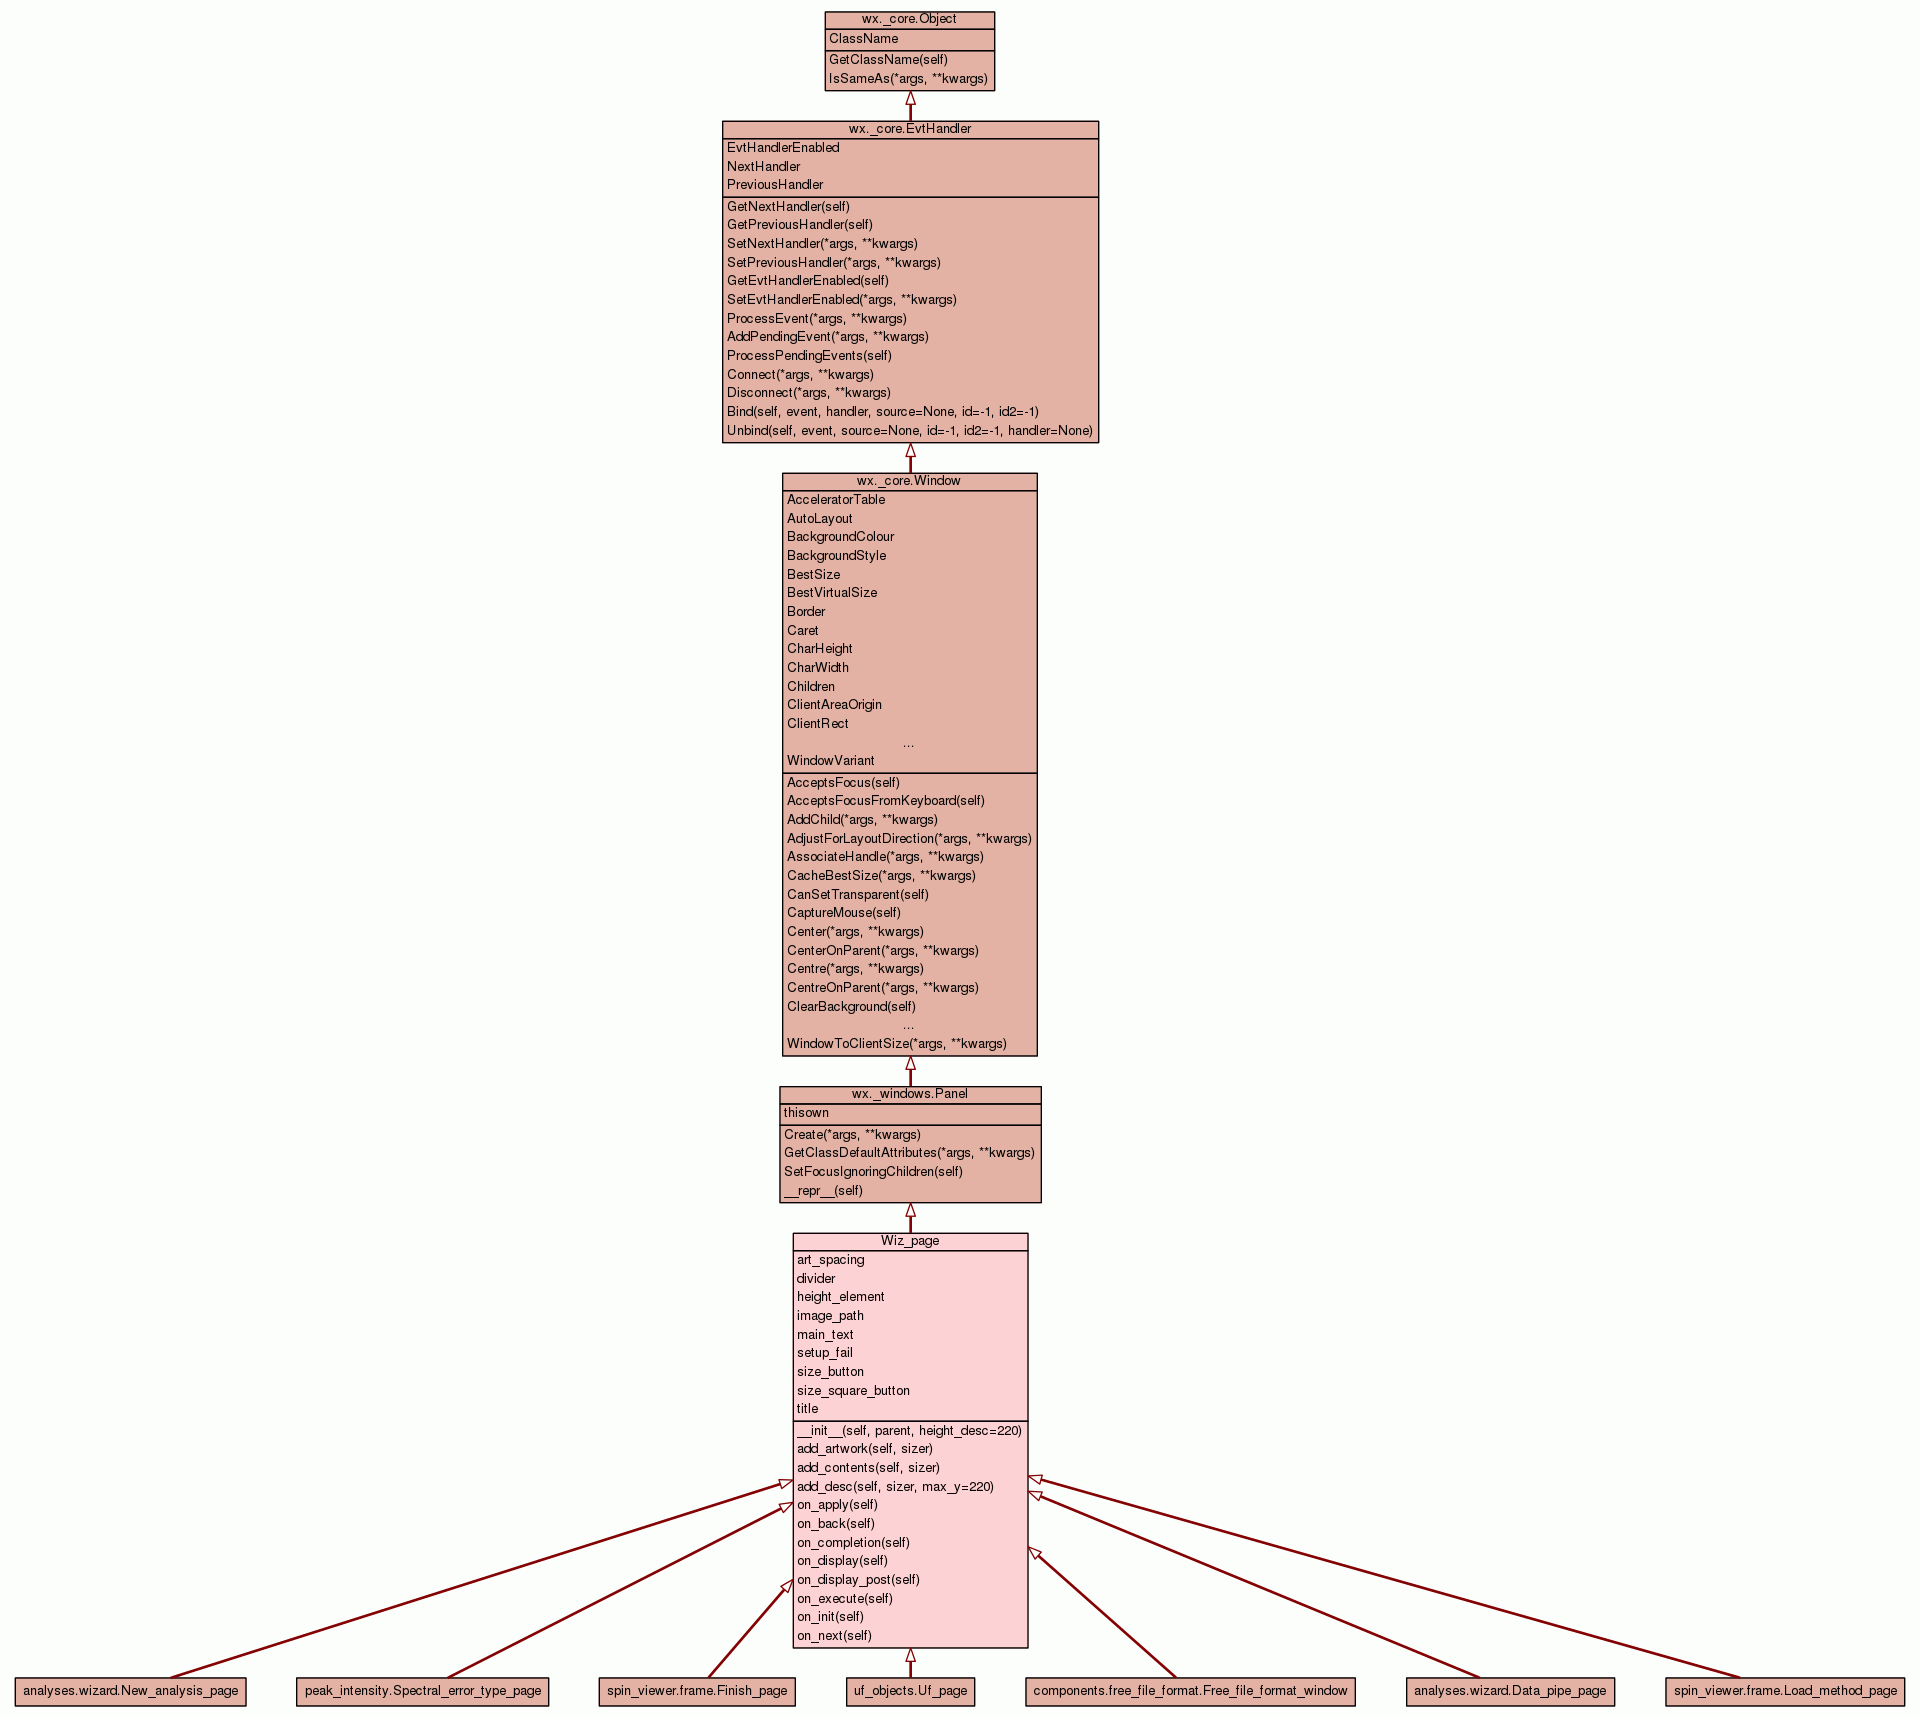 wx._core.Object
ClassName
GetClassName(self)
IsSameAs(*args, **kwargs)
wx._core.EvtHandler
EvtHandlerEnabled
NextHandler
PreviousHandler
GetNextHandler(self)
GetPreviousHandler(self)
SetNextHandler(*args, **kwargs)
SetPreviousHandler(*args, **kwargs)
GetEvtHandlerEnabled(self)
SetEvtHandlerEnabled(*args, **kwargs)
ProcessEvent(*args, **kwargs)
AddPendingEvent(*args, **kwargs)
ProcessPendingEvents(self)
Connect(*args, **kwargs)
Disconnect(*args, **kwargs)
Bind(self, event, handler, source=None, id=-1, id2=-1)
Unbind(self, event, source=None, id=-1, id2=-1, handler=None)
wx._core.Window
AcceleratorTable
AutoLayout
BackgroundColour
BackgroundStyle
BestSize
BestVirtualSize
Border
Caret
CharHeight
CharWidth
Children
ClientAreaOrigin
ClientRect
...
WindowVariant
AcceptsFocus(self)
AcceptsFocusFromKeyboard(self)
AddChild(*args, **kwargs)
AdjustForLayoutDirection(*args, **kwargs)
AssociateHandle(*args, **kwargs)
CacheBestSize(*args, **kwargs)
CanSetTransparent(self)
CaptureMouse(self)
Center(*args, **kwargs)
CenterOnParent(*args, **kwargs)
Centre(*args, **kwargs)
CentreOnParent(*args, **kwargs)
ClearBackground(self)
...
WindowToClientSize(*args, **kwargs)
wx._windows.Panel
thisown
Create(*args, **kwargs)
GetClassDefaultAttributes(*args, **kwargs)
SetFocusIgnoringChildren(self)
__repr__(self)
Wiz_page
art_spacing
divider
height_element
image_path
main_text
setup_fail
size_button
size_square_button
title
__init__(self, parent, height_desc=220)
add_artwork(self, sizer)
add_contents(self, sizer)
add_desc(self, sizer, max_y=220)
on_apply(self)
on_back(self)
on_completion(self)
on_display(self)
on_display_post(self)
on_execute(self)
on_init(self)
on_next(self)
analyses.wizard.New_analysis_page
peak_intensity.Spectral_error_type_page
spin_viewer.frame.Finish_page
uf_objects.Uf_page
components.free_file_format.Free_file_format_window
analyses.wizard.Data_pipe_page
spin_viewer.frame.Load_method_page